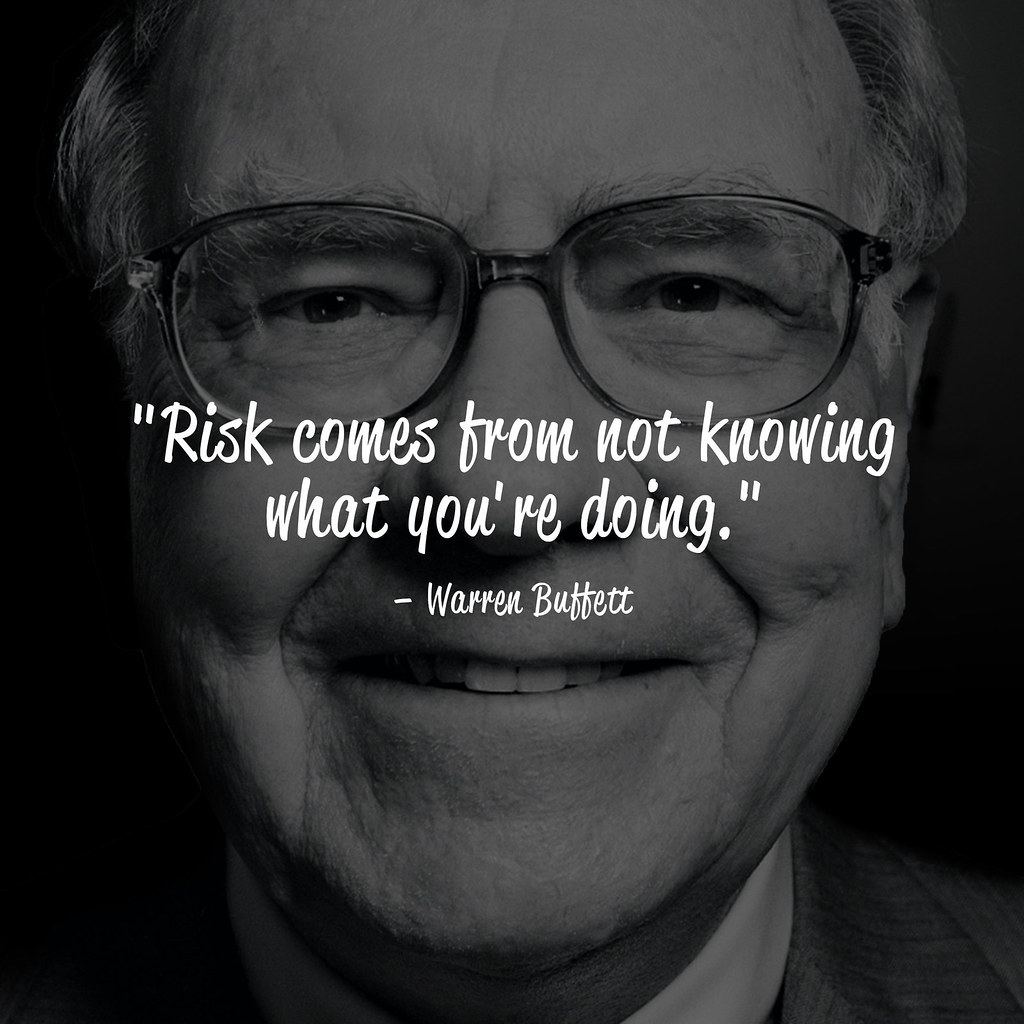 "Risk comes from not knowing
what you're doing."
– Warren Buffett